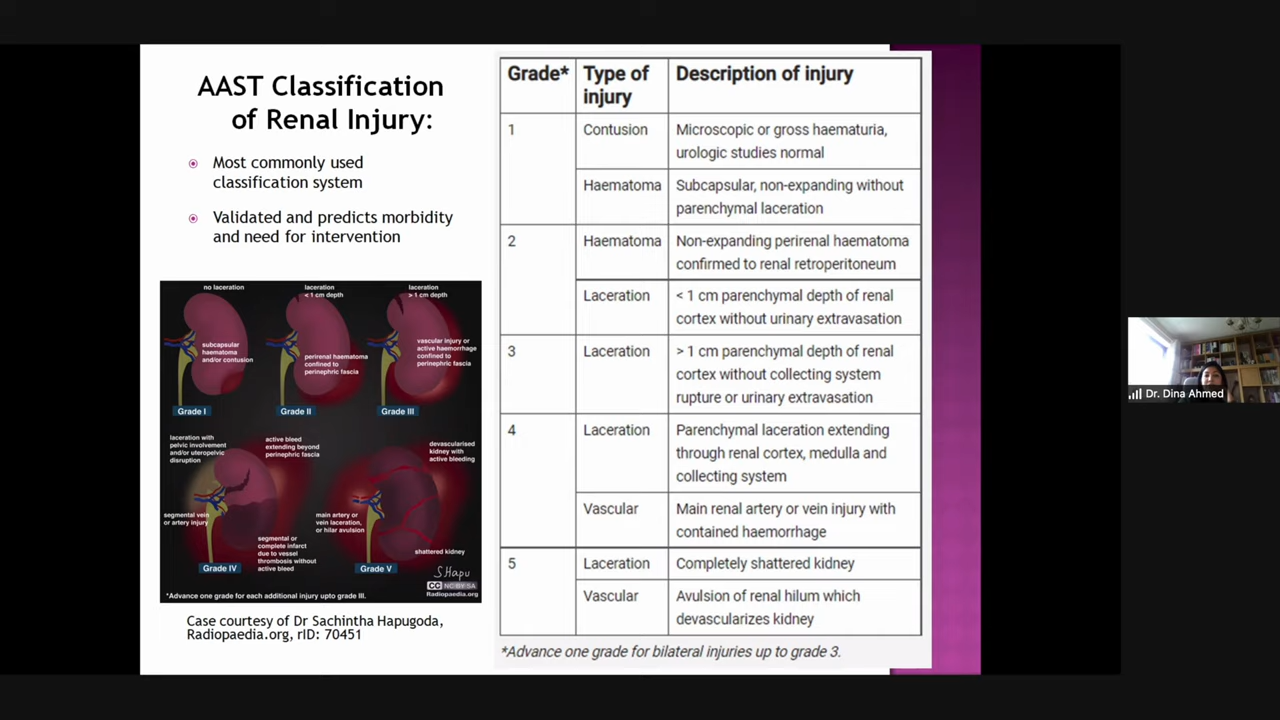 AAST Classification
of Renal Injury:
Most commonly used
classification system
Validated and predicts morbidity
and need for intervention
no laceration
subcapsular
haematoma
and/or contusion
Grade I
laceration
< 1 cm depth
perirenal haematoma
confined to
perinephric fascia
Grade II
laceration
> 1 cm depth
vascular injury or
active haemorrhage
confined to
perinephric fascia
Grade III
laceration with
pelvic involvement
and/or uteropelvic
disruption
active bleed
extending beyond
perinephric fascia
segmental vein
or artery injury
segmental or
complete infarct
due to vessel
thrombosis without
active bleed
Grade IV
devascularised
kidney with
active bleeding
main artery or
vein laceration,
or hilar avulsion
shattered kidney
Grade V
S.Hapu
CC BY-NC-SA
Radiopaedia.org
*Advance one grade for each additional injury upto grade III.
Case courtesy of Dr Sachintha Hapugoda,
Radiopaedia.org, rID: 70451
Grade* Type of injury Description of injury
1 Contusion Microscopic or gross haematuria,
urologic studies normal
Haematoma Subcapsular, non-expanding without
parenchymal laceration
2 Haematoma Non-expanding perirenal haematoma
confirmed to renal retroperitoneum
Laceration < 1 cm parenchymal depth of renal
cortex without urinary extravasation
3 Laceration > 1 cm parenchymal depth of renal
cortex without collecting system
rupture or urinary extravasation
4 Laceration Parenchymal laceration extending
through renal cortex, medulla and
collecting system
Vascular Main renal artery or vein injury with
contained haemorrhage
5 Laceration Completely shattered kidney
Vascular Avulsion of renal hilum which
devascularizes kidney
*Advance one grade for bilateral injuries up to grade 3.
Dr. Dina Ahmed